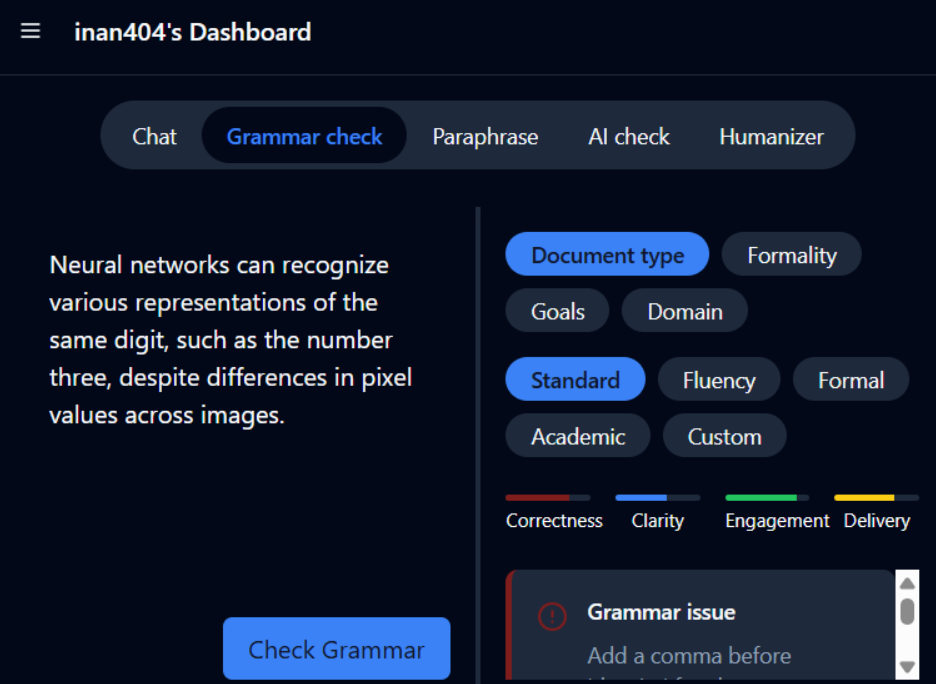 inan404's Dashboard
Chat Grammar check Paraphrase AI check Humanizer
Neural networks can recognize
various representations of the
same digit, such as the number
three, despite differences in pixel
values across images.
Check Grammar
Document type Formality
Goals Domain
Standard Fluency Formal
Academic Custom
Correctness Clarity Engagement Delivery
Grammar issue
Add a comma before